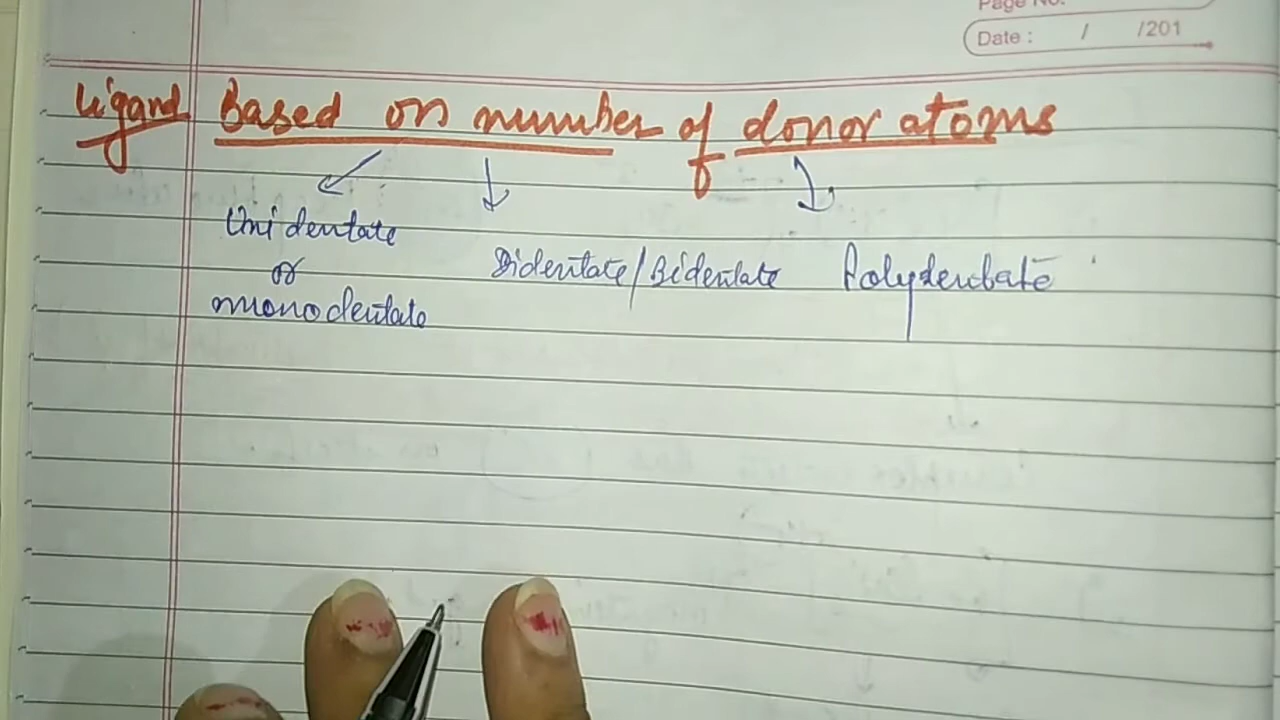 Page No.
Date : / /201
Ligand Based on number of donor atoms
Unidentate
or
monodentate
Didentate/Bidentate
Polydentate